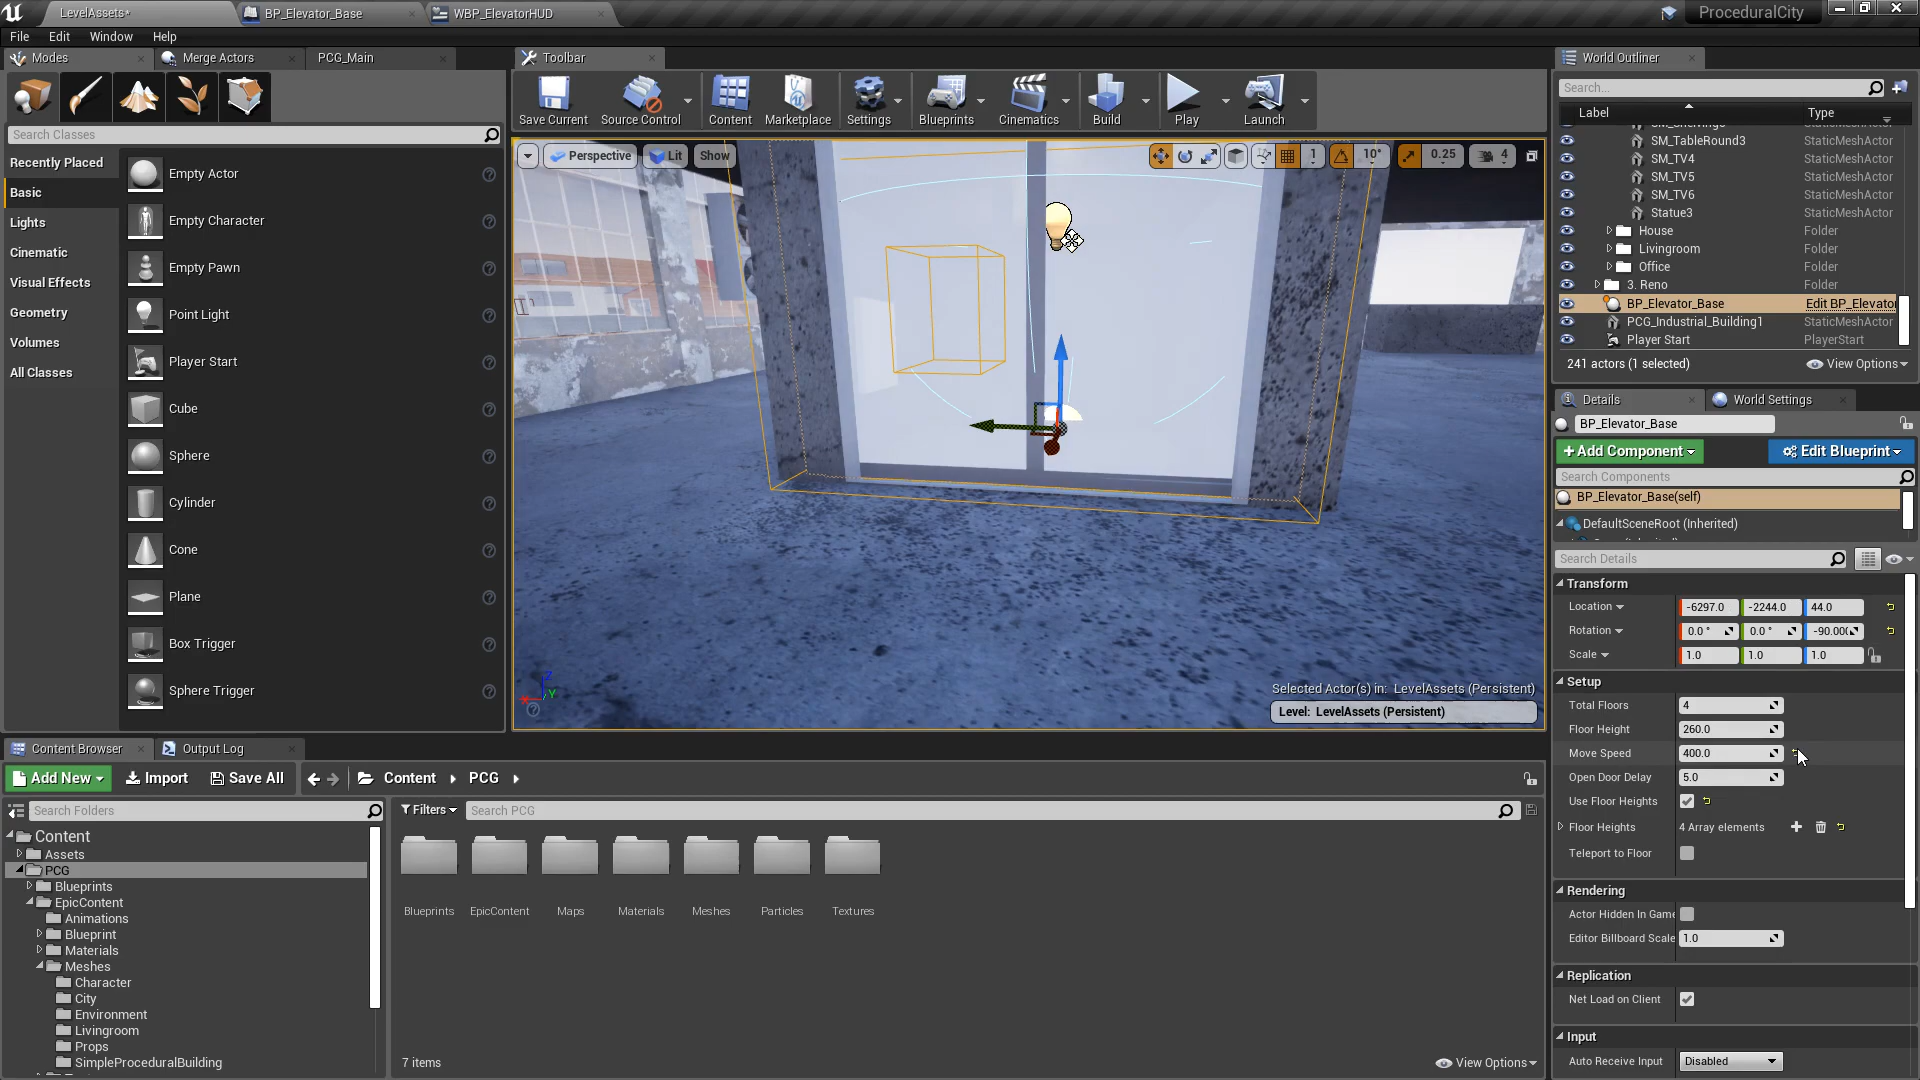 LevelAssets*
BP_Elevator_Base
WBP_ElevatorHUD
ProceduralCity
File
Edit
Window
Help
Modes
Merge Actors
PCG_Main
Toolbar
World Outliner
Save Current
Source Control
Content
Marketplace
Settings
Blueprints
Cinematics
Build
Play
Launch
Search...
Label
Type
Search Classes
Recently Placed
Basic
Lights
Cinematic
Visual Effects
Geometry
Volumes
All Classes
Empty Actor
Empty Character
Empty Pawn
Point Light
Player Start
Cube
Sphere
Cylinder
Cone
Plane
Box Trigger
Sphere Trigger
Perspective
Lit
Show
1
10°
0.25
4
Z
Y
Selected Actor(s) in: LevelAssets (Persistent)
Level: LevelAssets (Persistent)
SM_TableRound3 StaticMeshActor
SM_TV4 StaticMeshActor
SM_TV5 StaticMeshActor
SM_TV6 StaticMeshActor
Statue3 StaticMeshActor
House Folder
Livingroom Folder
Office Folder
3. Reno Folder
BP_Elevator_Base Edit BP_Elevator
PCG_Industrial_Building1 StaticMeshActor
Player Start PlayerStart
241 actors (1 selected)
View Options
Details
World Settings
BP_Elevator_Base
+ Add Component
Edit Blueprint
Search Components
BP_Elevator_Base(self)
DefaultSceneRoot (Inherited)
Search Details
Transform
Location -6297.0 -2244.0 44.0
Rotation 0.0 ° 0.0 ° -90.00(
Scale 1.0 1.0 1.0
Setup
Total Floors 4
Floor Height 260.0
Move Speed 400.0
Open Door Delay 5.0
Use Floor Heights
Floor Heights 4 Array elements
Teleport to Floor
Rendering
Actor Hidden In Game
Editor Billboard Scale 1.0
Replication
Net Load on Client
Input
Auto Receive Input Disabled
Content Browser
Output Log
Add New
Import
Save All
Content
PCG
Search Folders
Filters
Search PCG
Content
Assets
PCG
Blueprints
EpicContent
Animations
Blueprint
Materials
Meshes
Character
City
Environment
Livingroom
Props
SimpleProceduralBuilding
Blueprints
EpicContent
Maps
Materials
Meshes
Particles
Textures
7 items
View Options